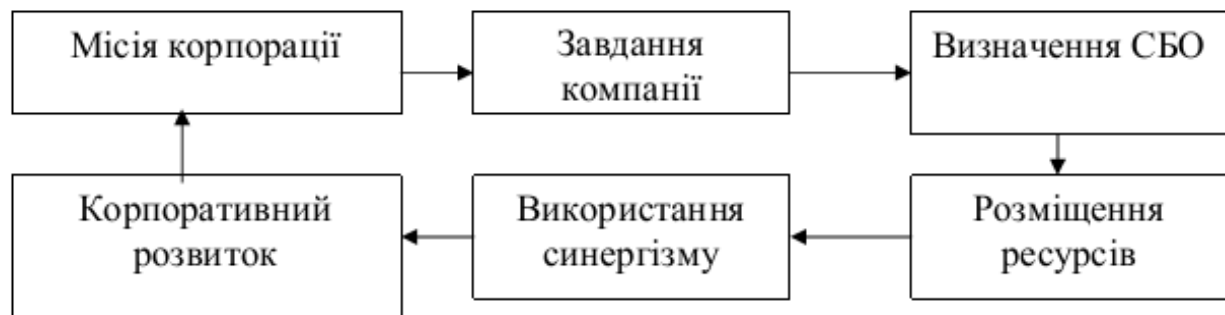 Місія корпорації
Завдання
компанії
Визначення СБО
Корпоративний
розвиток
Використання
синергізму
Розміщення
ресурсів